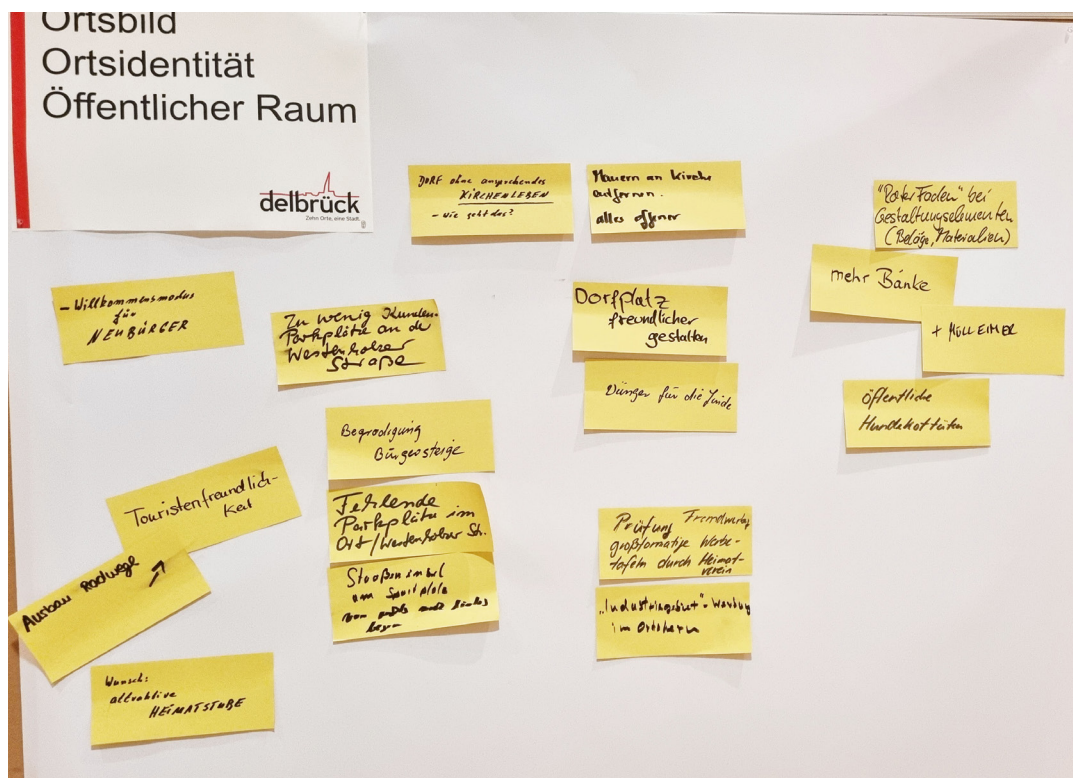 Ortsbild
Ortsidentität
Öffentlicher Raum
delbrück
Zehn Orte, eine Stadt.
DORF ohne ansprechendes
KIRCHENLEBEN
- wie geht das?
Mauern an Kirche
entfernen.
alles offener
"Roter Faden" bei
Gestaltungselementen
(Beläge, Materialien)
mehr Bänke
+ MÜLLEIMER
öffentliche
Hundekottüten
- Willkommensmodus
für
NEUBÜRGER
Zu wenig Kunden-
Parkplätze an der
Westenholzer
Straße
Dorfplatz
freundlicher
gestalten
Dünger für die Linde
Begradigung
Bürgersteige
Fehlende
Parkplätze im
Ort/Westenholzer Str.
am
Touristenfreundlich-
keit
Ausbau Radwege
Wunsch:
attraktive
HEIMATSTUBE
Prüfung Fremdwerbg
großformatige Werbe-
tafeln durch Heimat-
verein
"Industriegebiet"-Werbung
im Ortskern